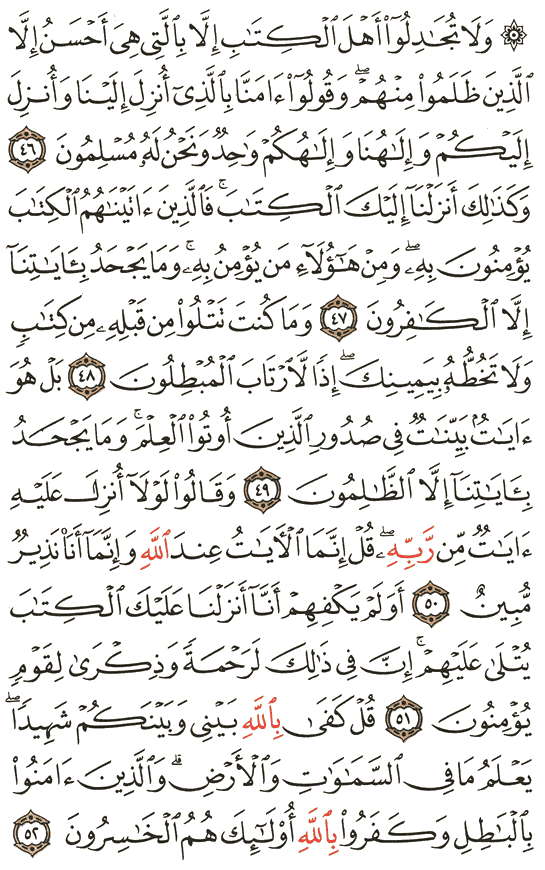 ۞ وَلَا تُجَٰدِلُوٓا۟ أَهْلَ ٱلْكِتَٰبِ إِلَّا بِٱلَّتِى هِىَ أَحْسَنُ إِلَّا
ٱلَّذِينَ ظَلَمُوا۟ مِنْهُمْ ۖ وَقُولُوٓا۟ ءَامَنَّا بِٱلَّذِىٓ أُنزِلَ إِلَيْنَا وَأُنزِلَ
إِلَيْكُمْ وَإِلَٰهُنَا وَإِلَٰهُكُمْ وَٰحِدٌ وَنَحْنُ لَهُۥ مُسْلِمُونَ ٤٦
وَكَذَٰلِكَ أَنزَلْنَآ إِلَيْكَ ٱلْكِتَٰبَ ۚ فَٱلَّذِينَ ءَاتَيْنَٰهُمُ ٱلْكِتَٰبَ
يُؤْمِنُونَ بِهِۦ ۖ وَمِنْ هَٰٓؤُلَآءِ مَن يُؤْمِنُ بِهِۦ ۚ وَمَا يَجْحَدُ بِـَٔايَٰتِنَآ
إِلَّا ٱلْكَٰفِرُونَ ٤٧ وَمَا كُنتَ تَتْلُوا۟ مِن قَبْلِهِۦ مِن كِتَٰبٍ
وَلَا تَخُطُّهُۥ بِيَمِينِكَ ۖ إِذًا لَّٱرْتَابَ ٱلْمُبْطِلُونَ ٤٨ بَلْ هُوَ
ءَايَٰتٌۢ بَيِّنَٰتٌ فِى صُدُورِ ٱلَّذِينَ أُوتُوا۟ ٱلْعِلْمَ ۚ وَمَا يَجْحَدُ
بِـَٔايَٰتِنَآ إِلَّا ٱلظَّٰلِمُونَ ٤٩ وَقَالُوا۟ لَوْلَآ أُنزِلَ عَلَيْهِ
ءَايَٰتٌ مِّن رَّبِّهِۦ ۖ قُلْ إِنَّمَا ٱلْءَايَٰتُ عِندَ ٱللَّهِ وَإِنَّمَآ أَنَا۠ نَذِيرٌ
مُّبِينٌ ٥٠ أَوَلَمْ يَكْفِهِمْ أَنَّآ أَنزَلْنَا عَلَيْكَ ٱلْكِتَٰبَ
يُتْلَىٰ عَلَيْهِمْ ۚ إِنَّ فِى ذَٰلِكَ لَرَحْمَةً وَذِكْرَىٰ لِقَوْمٍ
يُؤْمِنُونَ ٥١ قُلْ كَفَىٰ بِٱللَّهِ بَيْنِى وَبَيْنَكُمْ شَهِيدًا ۖ
يَعْلَمُ مَا فِى ٱلسَّمَٰوَٰتِ وَٱلْأَرْضِ ۗ وَٱلَّذِينَ ءَامَنُوا۟
بِٱلْبَٰطِلِ وَكَفَرُوا۟ بِٱللَّهِ أُو۟لَٰٓئِكَ هُمُ ٱلْخَٰسِرُونَ ٥٢